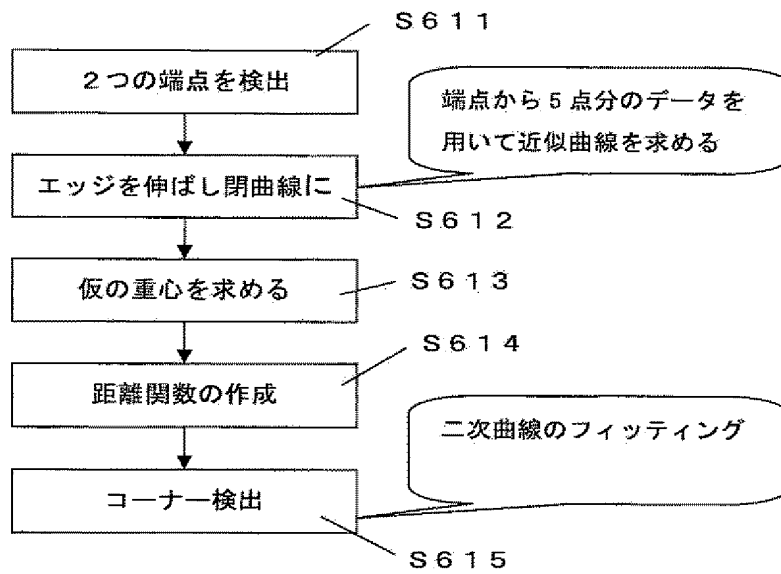 S611
2つの端点を検出
端点から5点分のデータを
用いて近似曲線を求める
エッジを伸ばし閉曲線に
S612
仮の重心を求める
S613
S614
距離関数の作成
二次曲線のフィッティング
コーナー検出
S615